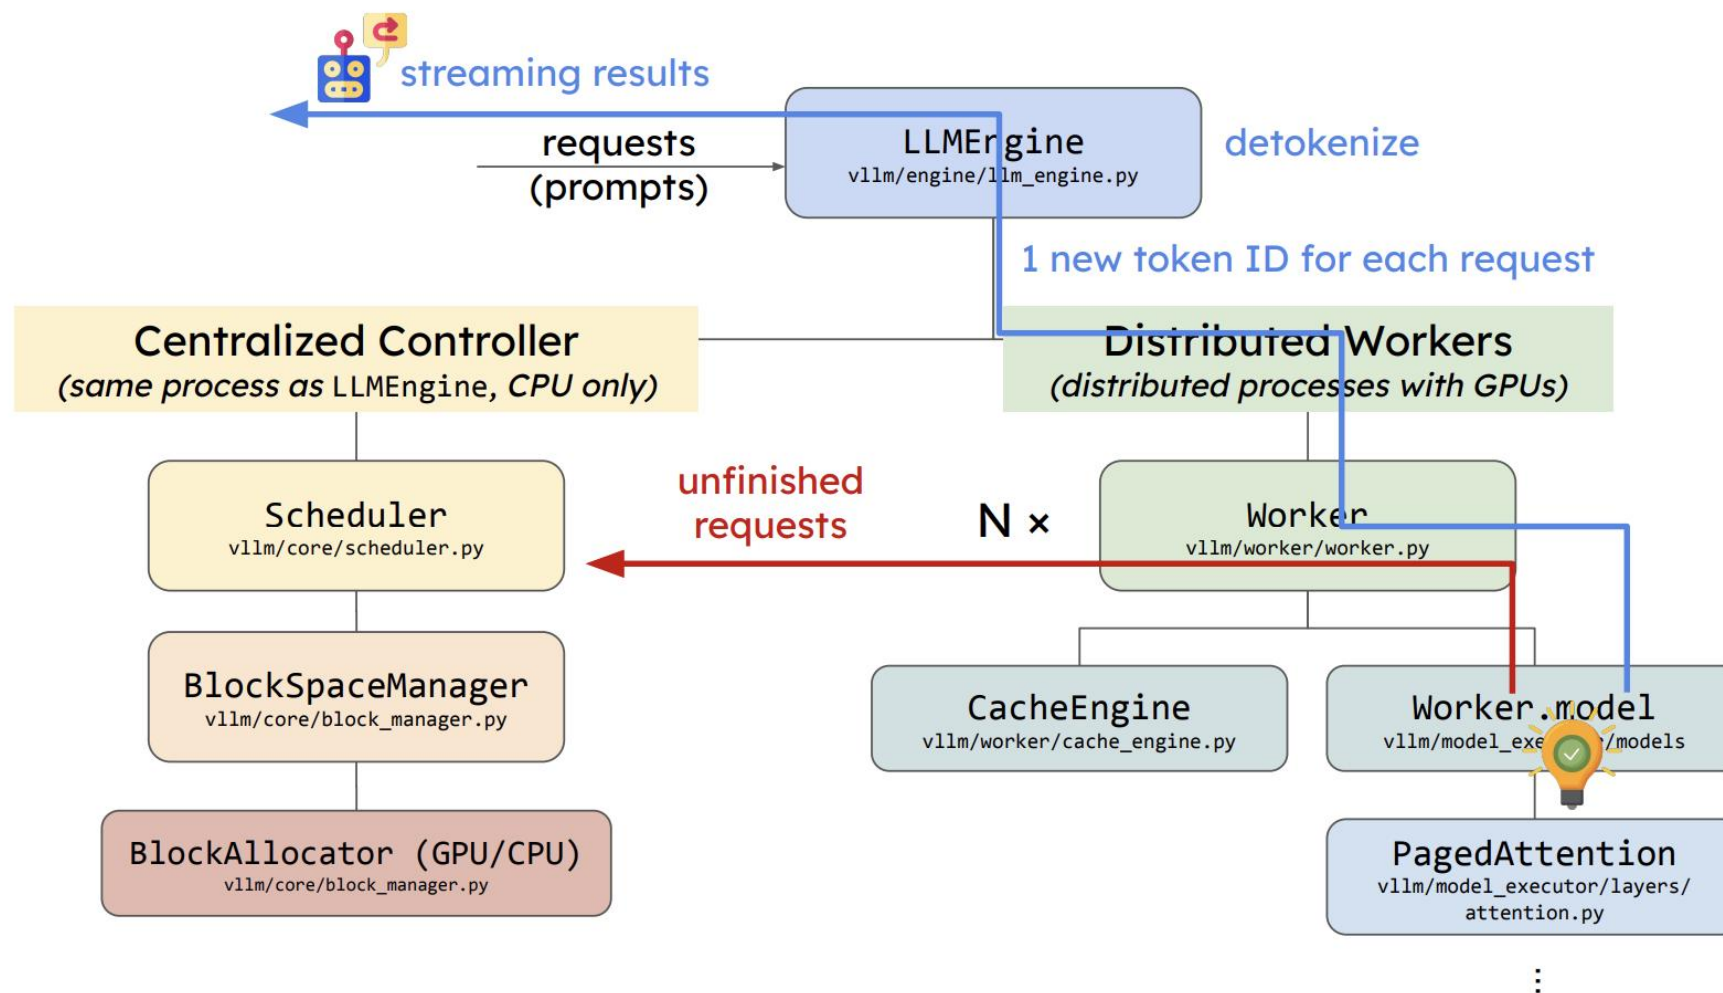 streaming results
requests
(prompts)
LLMEngine
vllm/engine/llm_engine.py
detokenize
1 new token ID for each request
Centralized Controller
(same process as LLMEngine, CPU only)
Distributed Workers
(distributed processes with GPUs)
Scheduler
vllm/core/scheduler.py
unfinished
requests
N ×
Worker
vllm/worker/worker.py
BlockSpaceManager
vllm/core/block_manager.py
CacheEngine
vllm/worker/cache_engine.py
Worker.model
/models
BlockAllocator (GPU/CPU)
vllm/core/block_manager.py
PagedAttention
vllm/model_executor/layers/
attention.py
⋮